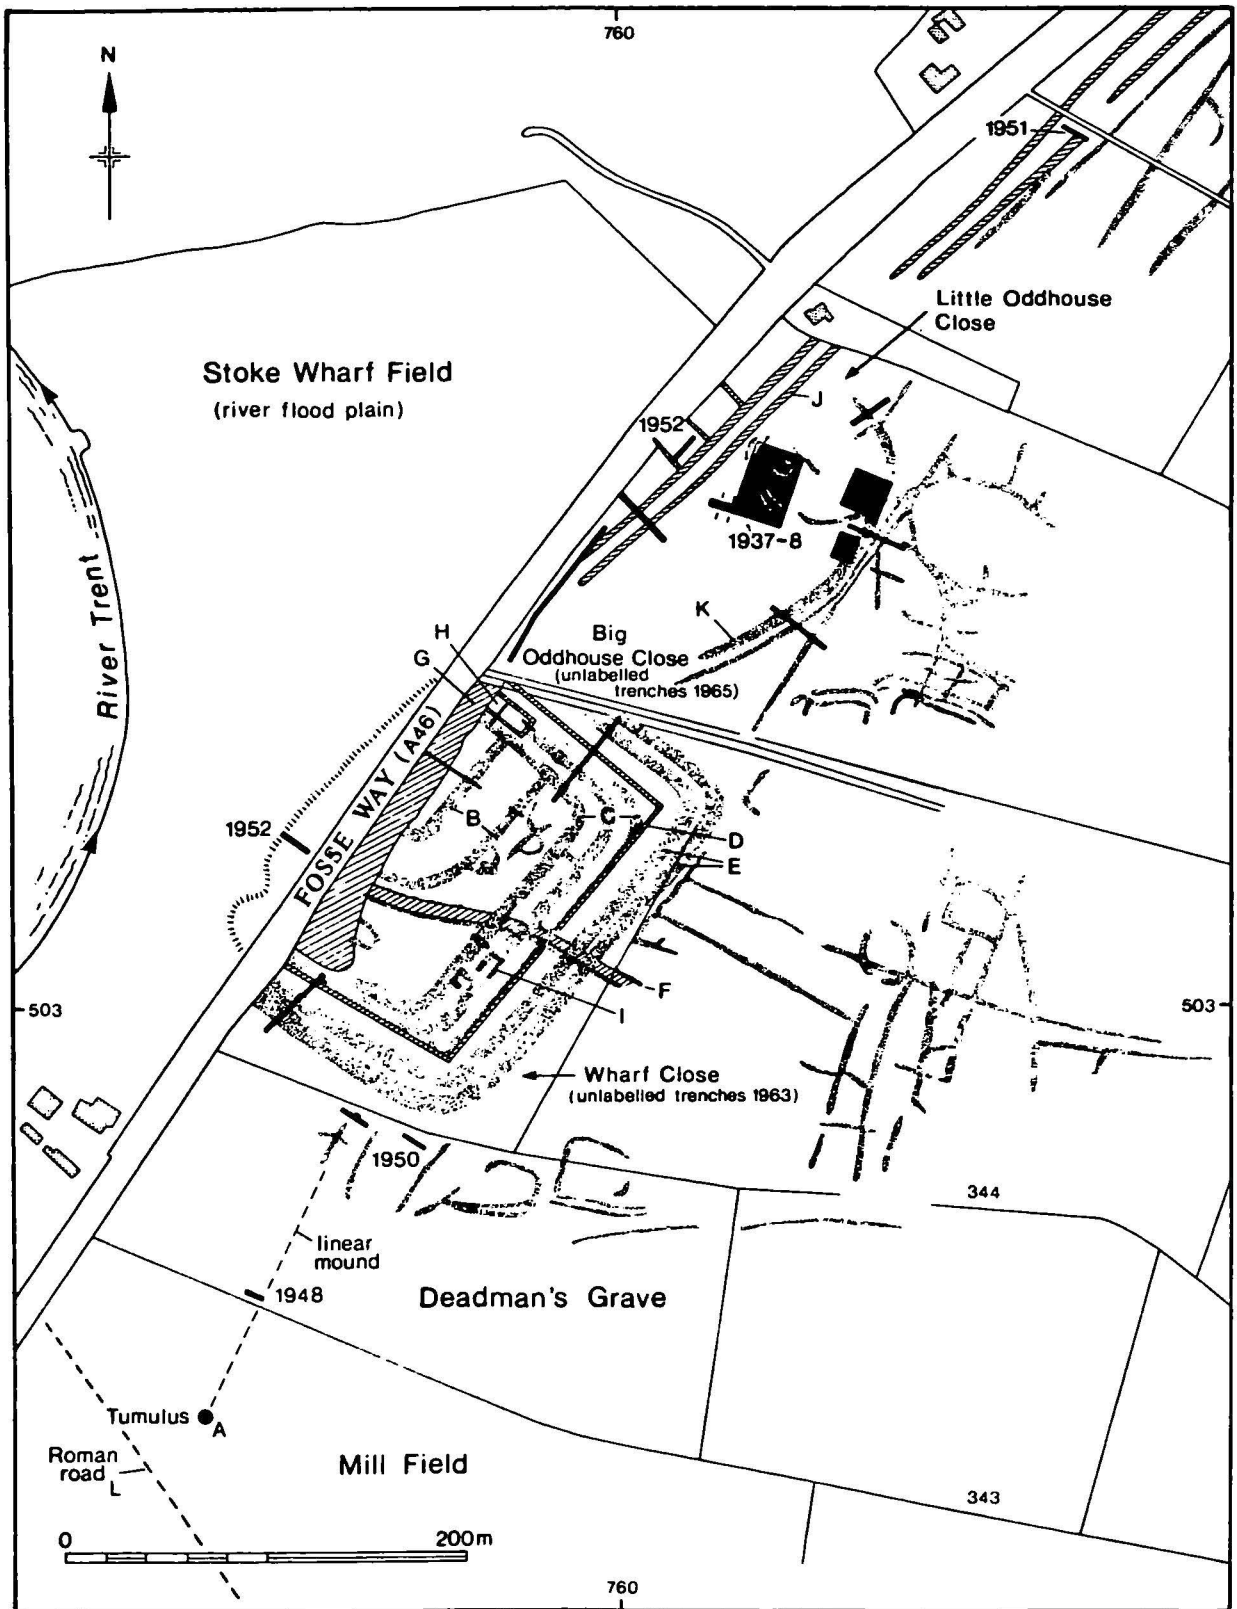 760
N
1951
Little Oddhouse
Close
Stoke Wharf Field
(river flood plain)
J
1952
1937-8
River Trent
K
H
G
Big
Oddhouse Close
(unlabelled
trenches 1965)
FOSSE WAY (A46)
B
C
D
E
1952
F
I
503
503
Wharf Close
(unlabelled trenches 1963)
1950
344
linear
mound
1948
Deadman's Grave
Tumulus
A
Roman
road
L
Mill Field
343
0
200m
760